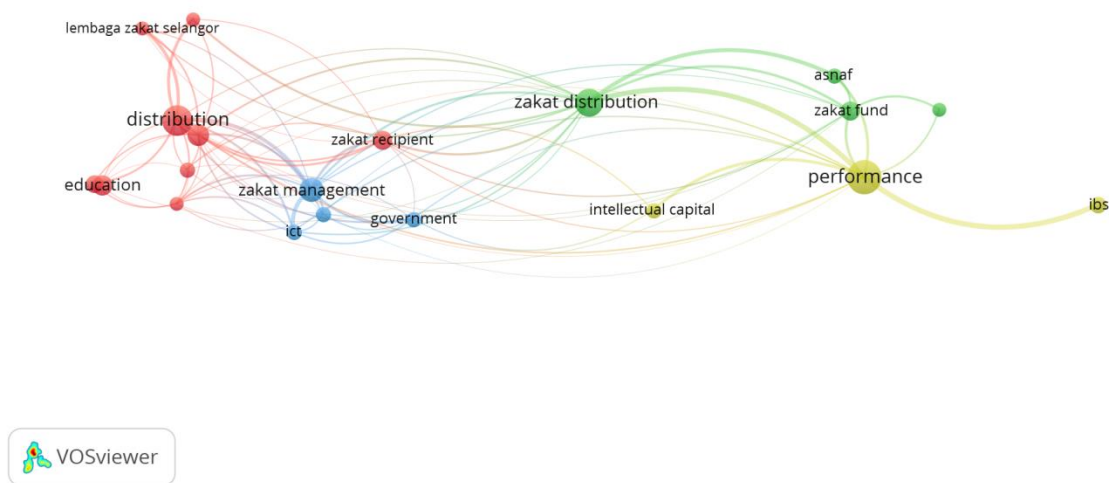 lembaga zakat selangor
distribution
education
zakat recipient
zakat management
government
ict
zakat distribution
asnaf
zakat fund
performance
intellectual capital
ibs
VOSviewer